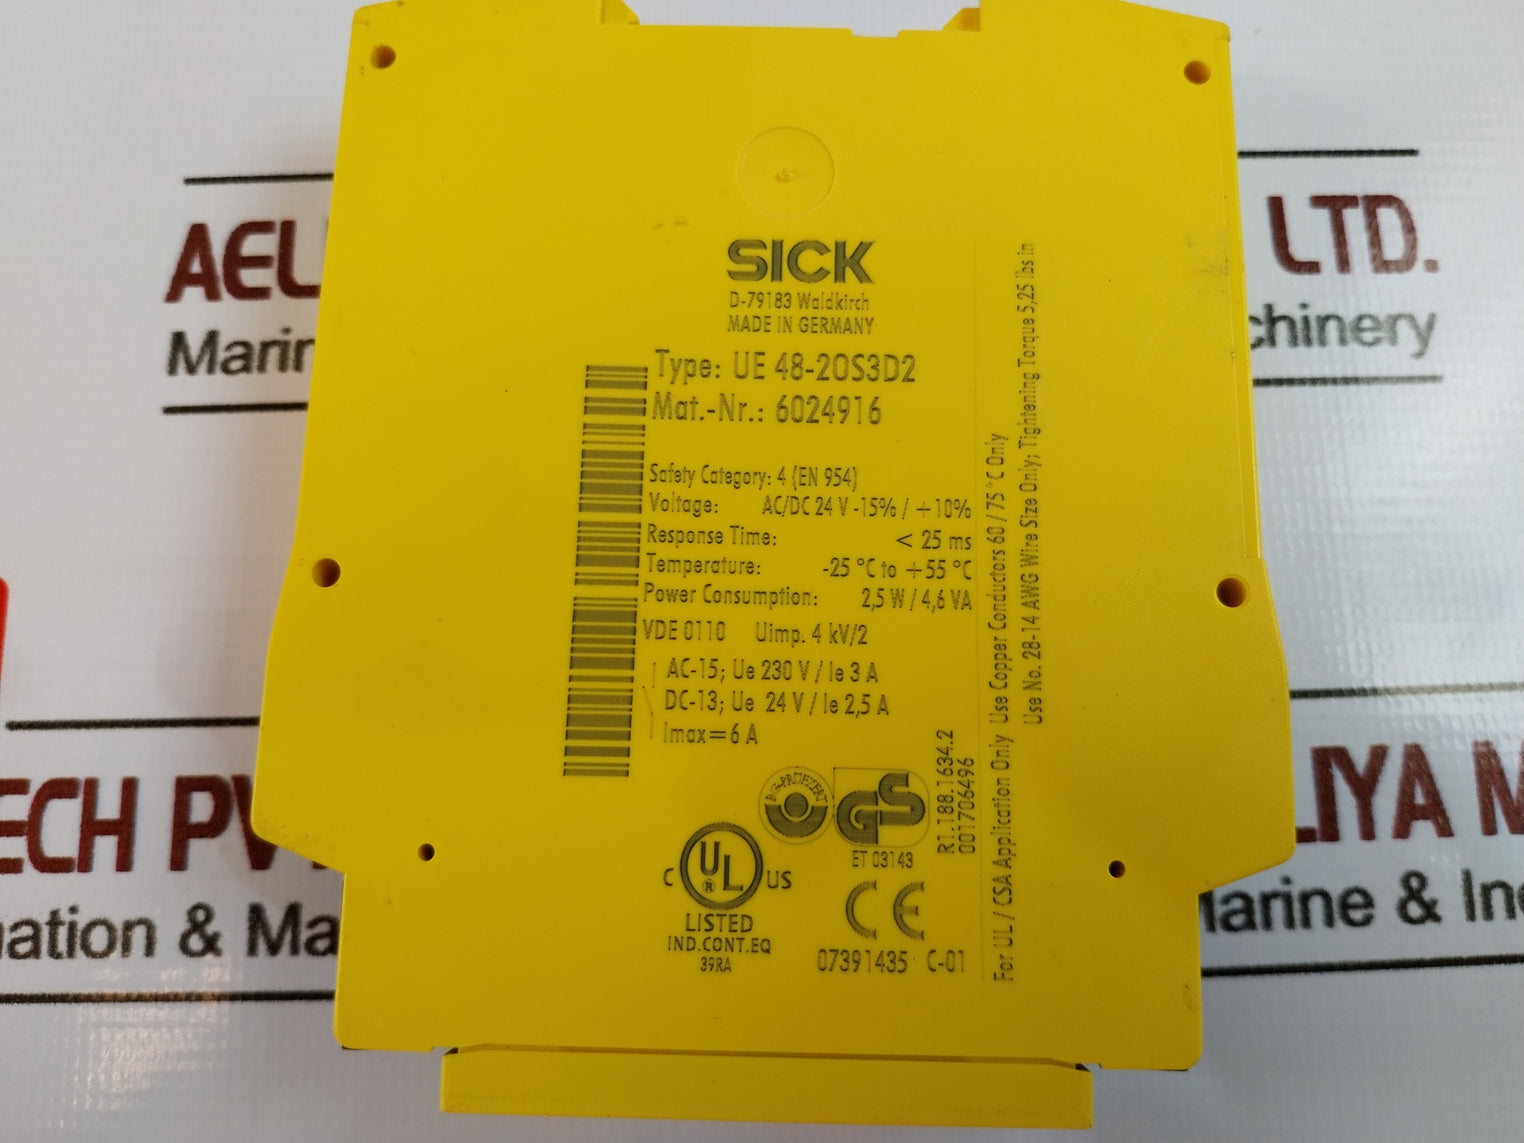 AEL
LTD.
Marin
chinery
SICK
D-79183 Waldkirch
MADE IN GERMANY
Type: UE 48-2OS3D2
Mat.-Nr.: 6024916
Safety Category: 4 (EN 954)
Voltage: AC/DC 24 V -15% / +10%
Response Time: < 25 ms
Temperature: -25 °C to +55 °C
Power Consumption: 2,5 W / 4,6 VA
VDE 0110 Uimp. 4 kV/2
AC-15; Ue 230 V / Ie 3 A
DC-13; Ue 24 V / Ie 2,5 A
Imax=6 A
R1.188.1634.2
0017064496
For UL / CSA Application Only Use Copper Conductors 60 / 75 °C Only
Use No. 28-14 AWG Wire Size Only; Tightening Torque 5,25 lbs in
BG-PRÜFZERT
GS
ET 03143
C UL US
®
LISTED
IND.CONT.EQ
39RA
CE
07391435 C-01
ECH PV
LIYA M
nation & Ma
arine & In